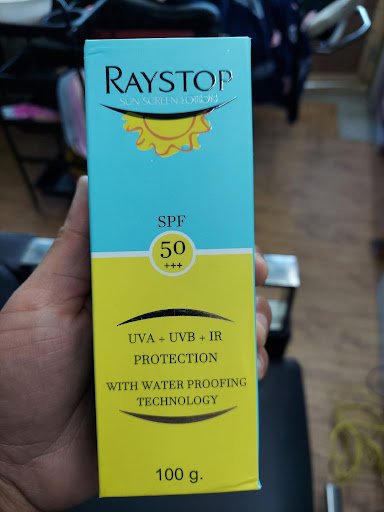 RAYSTOP
SUN SCREEN LOTION
SPF
50
+++
UVA + UVB + IR
PROTECTION
WITH WATER PROOFING
TECHNOLOGY
100 g.